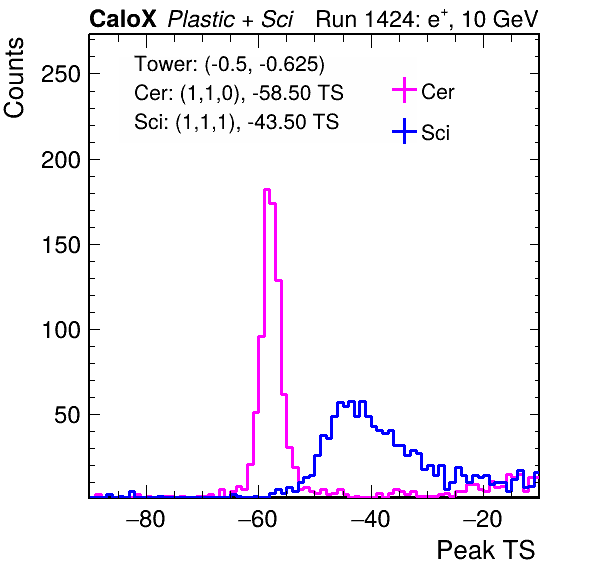 CaloX Plastic + Sci Run 1424: e⁺, 10 GeV
Counts
Tower: (-0.5, -0.625)
Cer: (1,1,0), -58.50 TS
Sci: (1,1,1), -43.50 TS
Cer
Sci
250
200
150
100
50
−80 −60 −40 −20
Peak TS